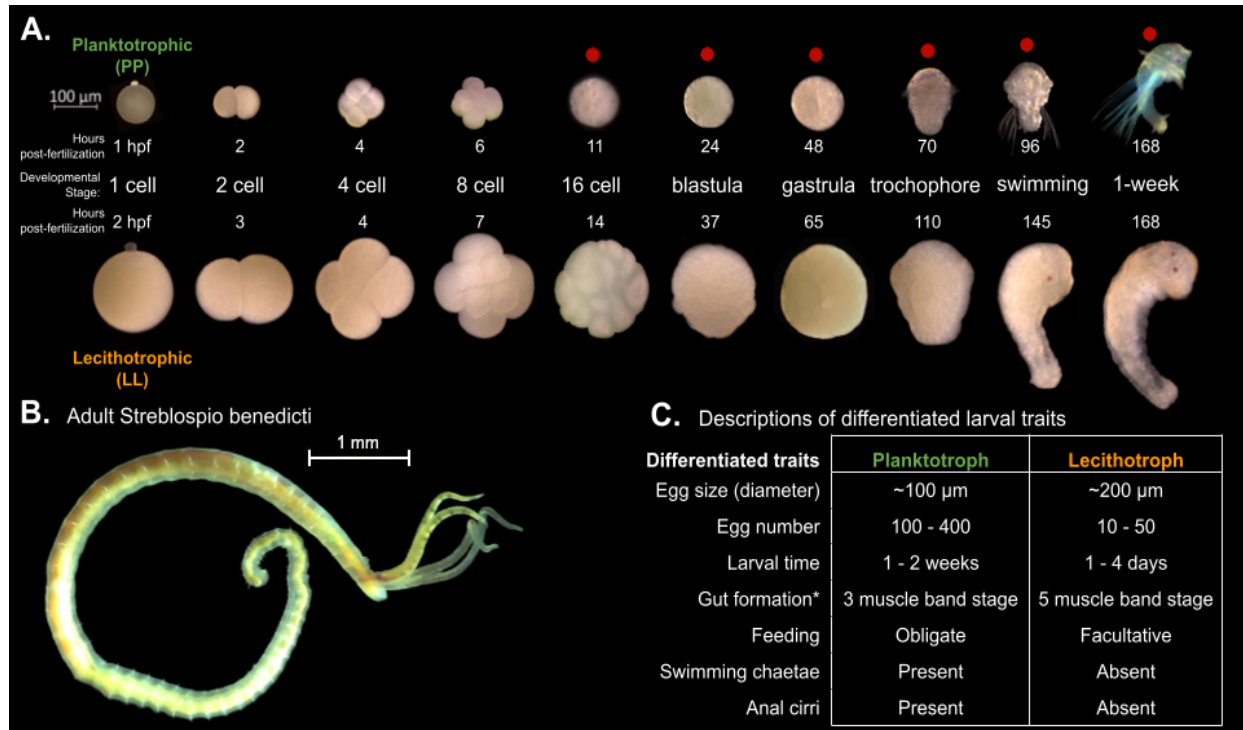 A.
Planktotrophic
(PP)
100 µm
Hours
post-fertilization 1 hpf 2 4 6 11 24 48 70 96 168
Developmental
Stage: 1 cell 2 cell 4 cell 8 cell 16 cell blastula gastrula trochophore swimming 1-week
Hours
post-fertilization 2 hpf 3 4 7 14 37 65 110 145 168
Lecithotrophic
(LL)
B. Adult Streblospio benedicti
1 mm
C. Descriptions of differentiated larval traits
Differentiated traits Planktotroph Lecithotroph
Egg size (diameter) ~100 µm ~200 µm
Egg number 100 - 400 10 - 50
Larval time 1 - 2 weeks 1 - 4 days
Gut formation* 3 muscle band stage 5 muscle band stage
Feeding Obligate Facultative
Swimming chaetae Present Absent
Anal cirri Present Absent